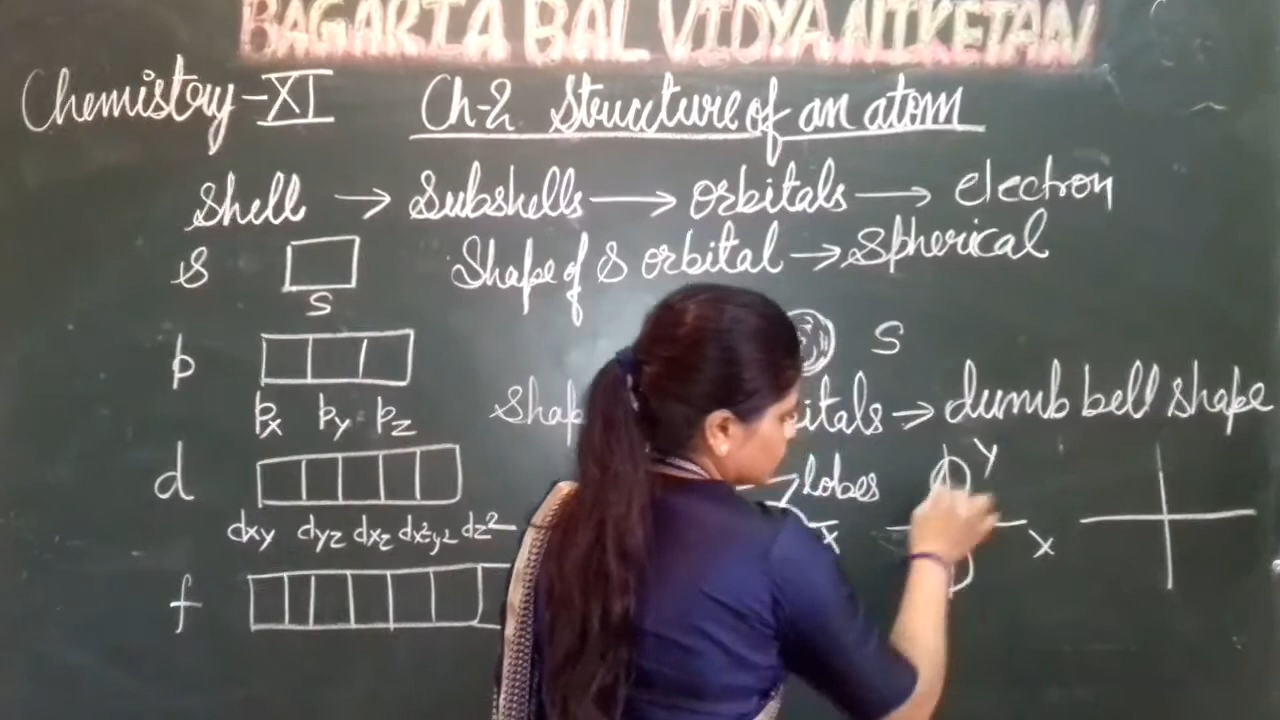 BAGARIA BAL VIDYA NIKETAN
Chemistry-XI Ch-2 Structure of an atom
Shell → Subshells → orbitals → electron
S Shape of S orbital → Spherical
S
S
p
Shap itals → dumb bell shape
px py pz
d lobes Y
x x
dxy dyz dxz dx²-y² dz²
f